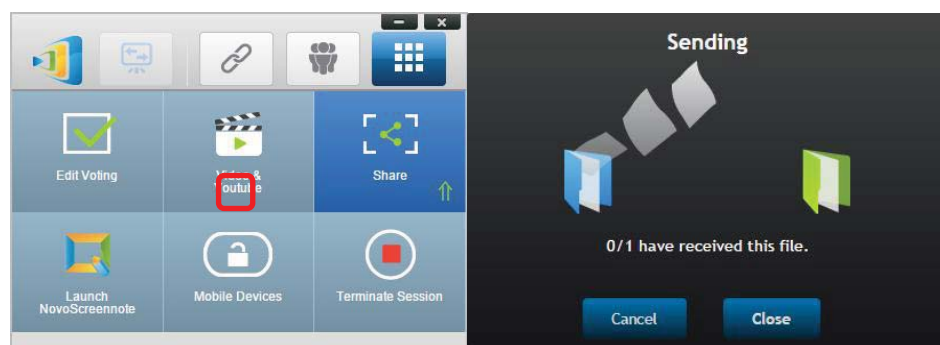 Sending
Edit Voting
Video &
Youtube
Share
0/1 have received this file.
Launch
NovoScreennote
Mobile Devices
Terminate Session
Cancel
Close